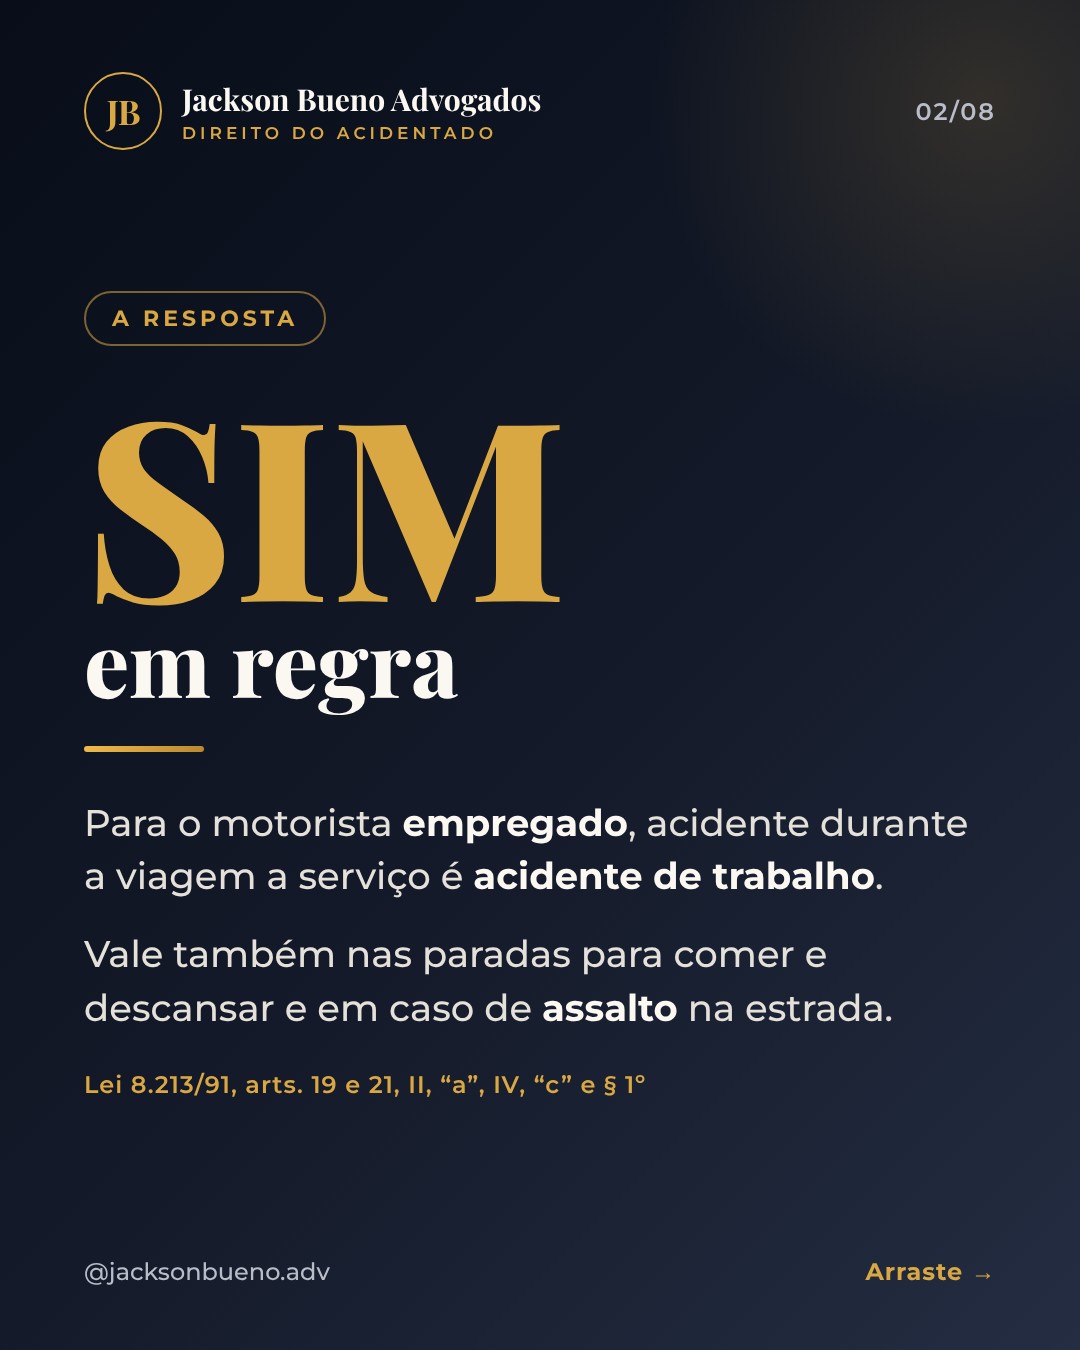 JB
Jackson Bueno Advogados
DIREITO DO ACIDENTADO
02/08
A RESPOSTA
SIM
em regra
Para o motorista empregado, acidente durante
a viagem a serviço é acidente de trabalho.
Vale também nas paradas para comer e
descansar e em caso de assalto na estrada.
Lei 8.213/91, arts. 19 e 21, II, “a”, IV, “c” e § 1º
@jacksonbueno.adv
Arraste →